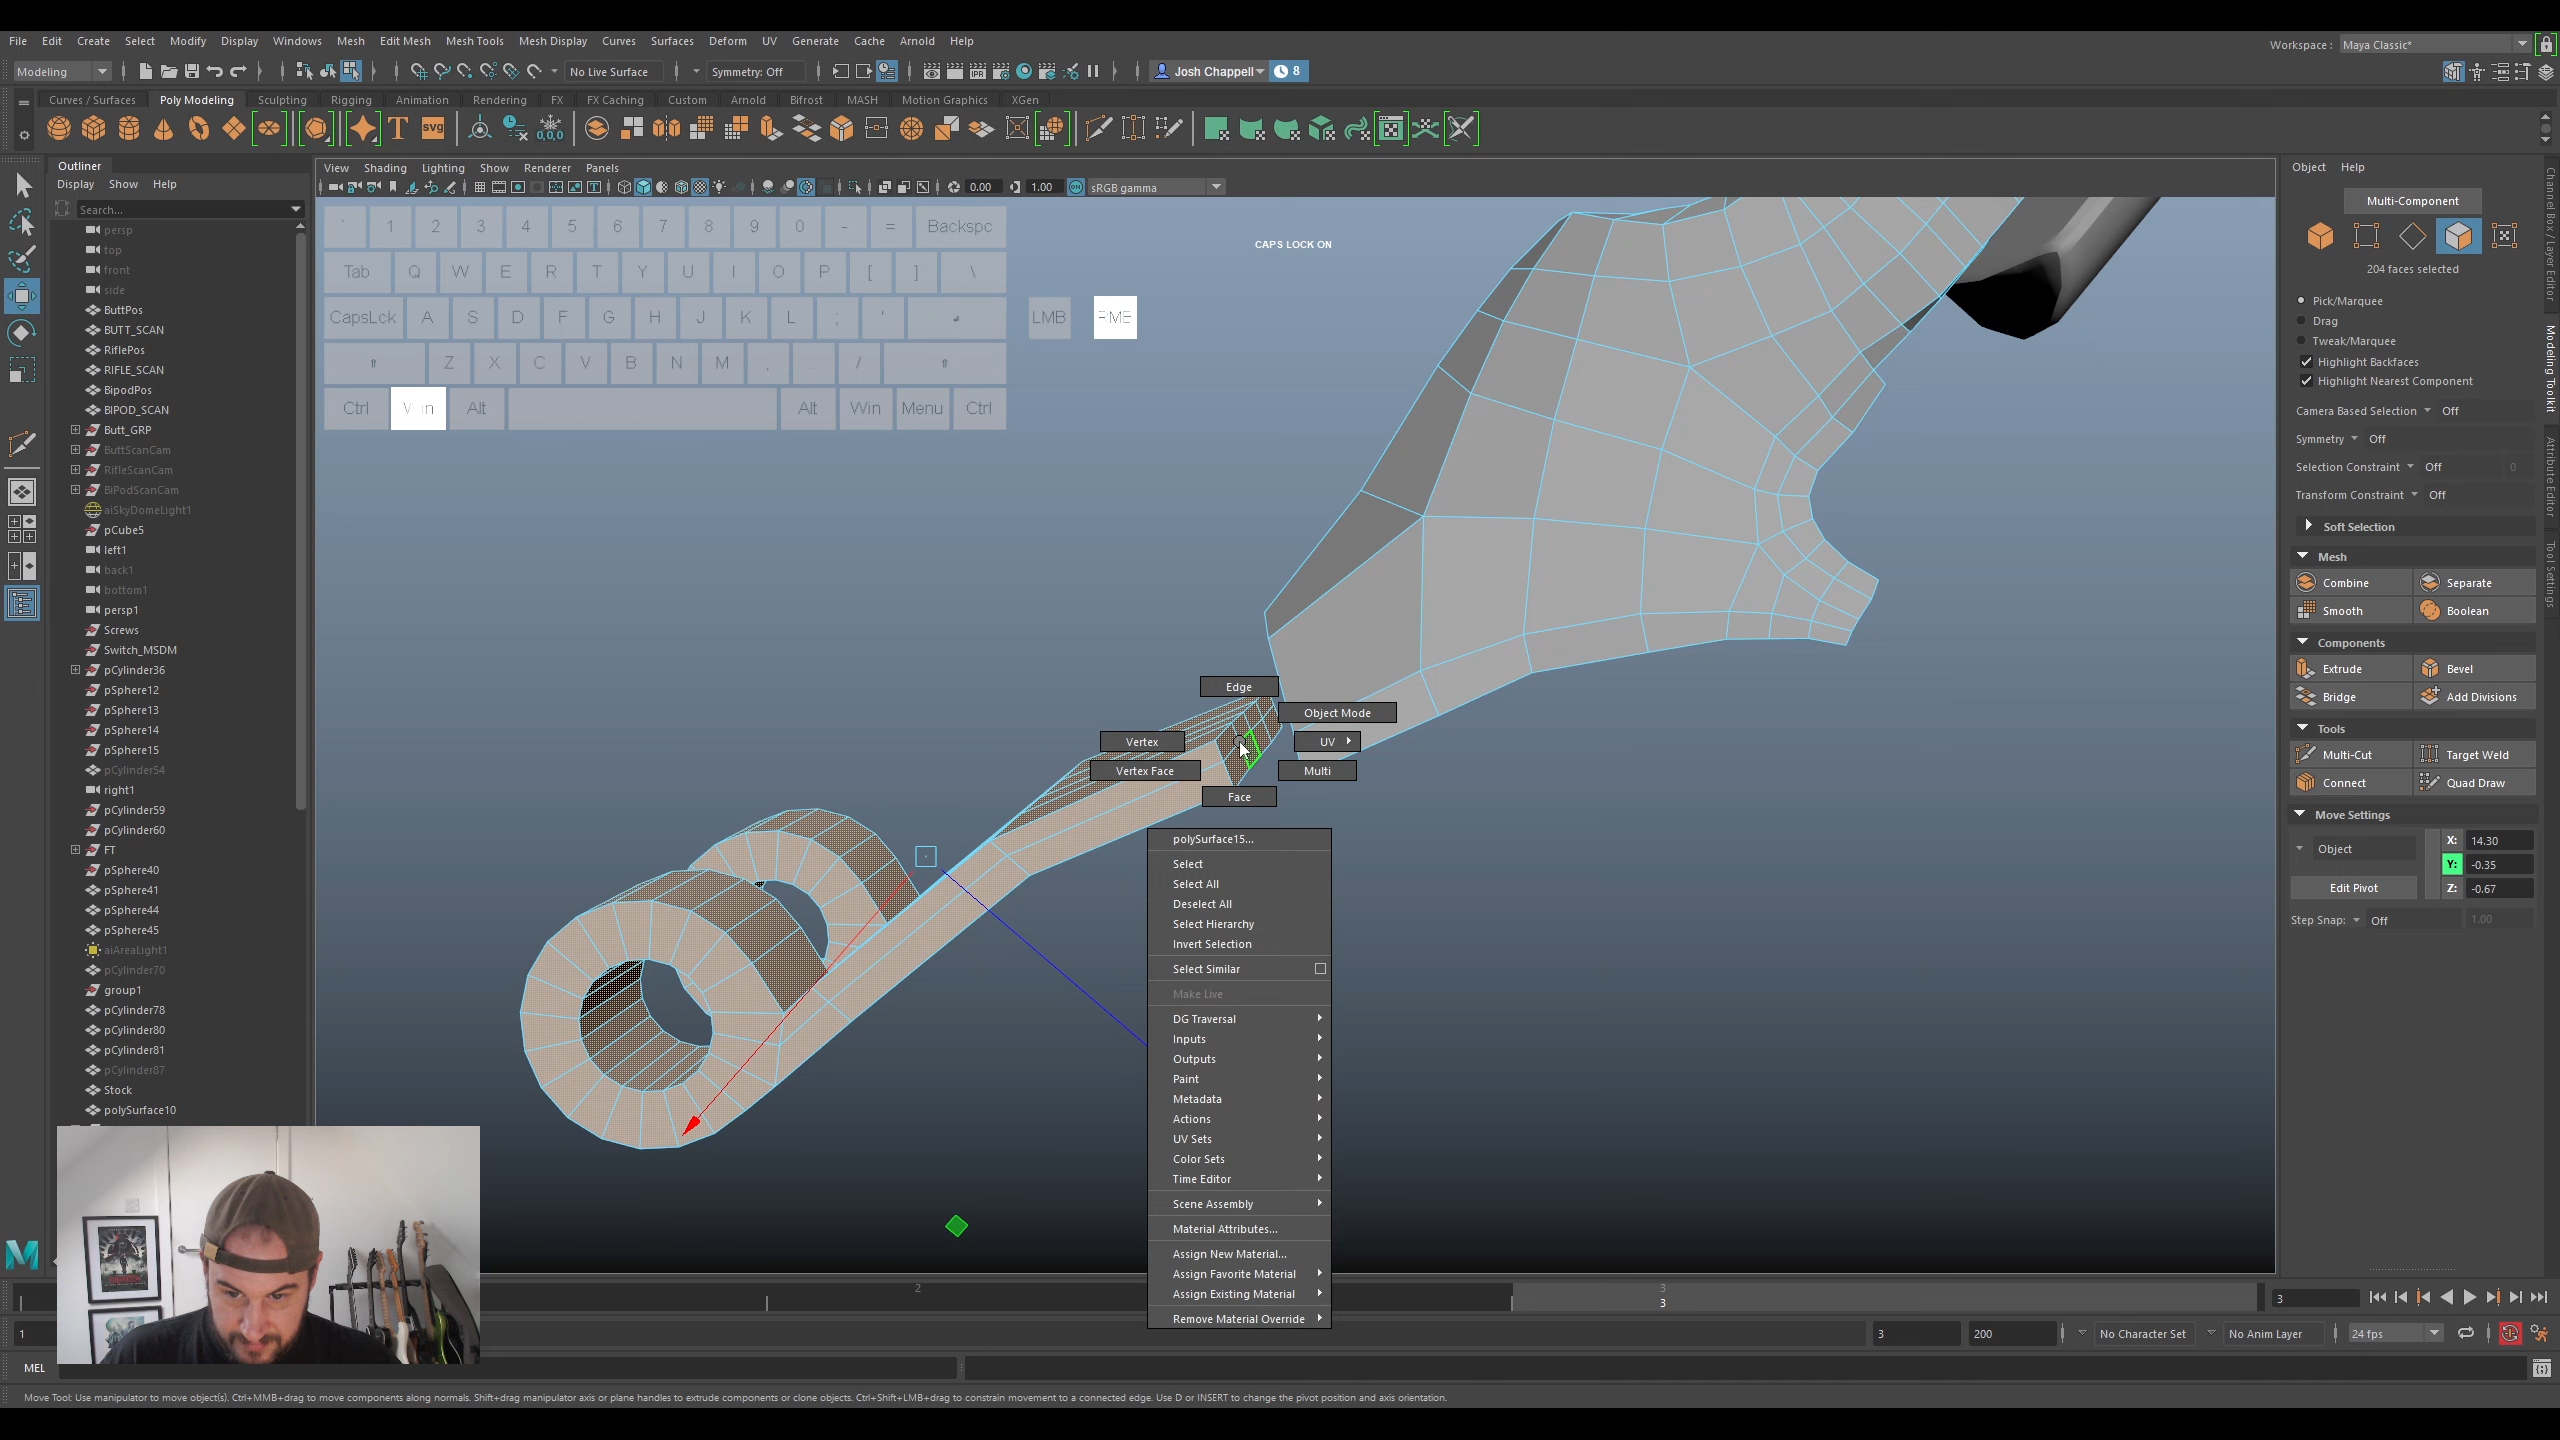 File Edit Create Select Modify Display Windows Mesh Edit Mesh Mesh Tools Mesh Display Curves Surfaces Deform UV Generate Cache Arnold Help
Workspace : Maya Classic*
Modeling No Live Surface Symmetry: Off Josh Chappell 8
Curves / Surfaces Poly Modeling Sculpting Rigging Animation Rendering FX FX Caching Custom Arnold Bifrost MASH Motion Graphics XGen
Outliner
Display Show Help
Search...
persp
top
front
side
ButtPos
BUTT_SCAN
RiflePos
RIFLE_SCAN
BipodPos
BIPOD_SCAN
Butt_GRP
ButtScanCam
RifleScanCam
BiPodScanCam
aiSkyDomeLight1
pCube5
left1
back1
bottom1
persp1
Screws
Switch_MSDM
pCylinder36
pSphere12
pSphere13
pSphere14
pSphere15
pCylinder54
right1
pCylinder59
pCylinder60
FT
pSphere40
pSphere41
pSphere44
pSphere45
aiAreaLight1
pCylinder70
group1
pCylinder78
pCylinder80
pCylinder81
pCylinder87
Stock
polySurface10
View Shading Lighting Show Renderer Panels
0.00 1.00 sRGB gamma
` 1 2 3 4 5 6 7 8 9 0 - = Backspc
Tab Q W E R T Y U I O P [ ] \
CapsLck A S D F G H J K L ; '
Z X C V B N M , . /
Ctrl Win Alt Alt Win Menu Ctrl
LMB
CAPS LOCK ON
Edge
Object Mode
Vertex
UV
Vertex Face
Multi
Face
polySurface15...
Select
Select All
Deselect All
Select Hierarchy
Invert Selection
Select Similar
Make Live
DG Traversal
Inputs
Outputs
Paint
Metadata
Actions
UV Sets
Color Sets
Time Editor
Scene Assembly
Material Attributes...
Assign New Material...
Assign Favorite Material
Assign Existing Material
Remove Material Override
Object Help
Multi-Component
204 faces selected
Pick/Marquee
Drag
Tweak/Marquee
Highlight Backfaces
Highlight Nearest Component
Camera Based Selection Off
Symmetry Off
Selection Constraint Off 0
Transform Constraint Off
Soft Selection
Mesh
Combine Separate
Smooth Boolean
Components
Extrude Bevel
Bridge Add Divisions
Tools
Multi-Cut Target Weld
Connect Quad Draw
Move Settings
Object
X: 14.30
Y: -0.35
Edit Pivot
Z: -0.67
Step Snap: Off 1.00
Channel Box / Layer Editor
Modeling Toolkit
Attribute Editor
Tool Settings
2 3
3
3
1
3 200 No Character Set No Anim Layer 24 fps
MEL
Move Tool: Use manipulator to move object(s). Ctrl+MMB+drag to move components along normals. Shift+drag manipulator axis or plane handles to extrude components or clone objects. Ctrl+Shift+LMB+drag to constrain movement to a connected edge. Use D or INSERT to change the pivot position and axis orientation.